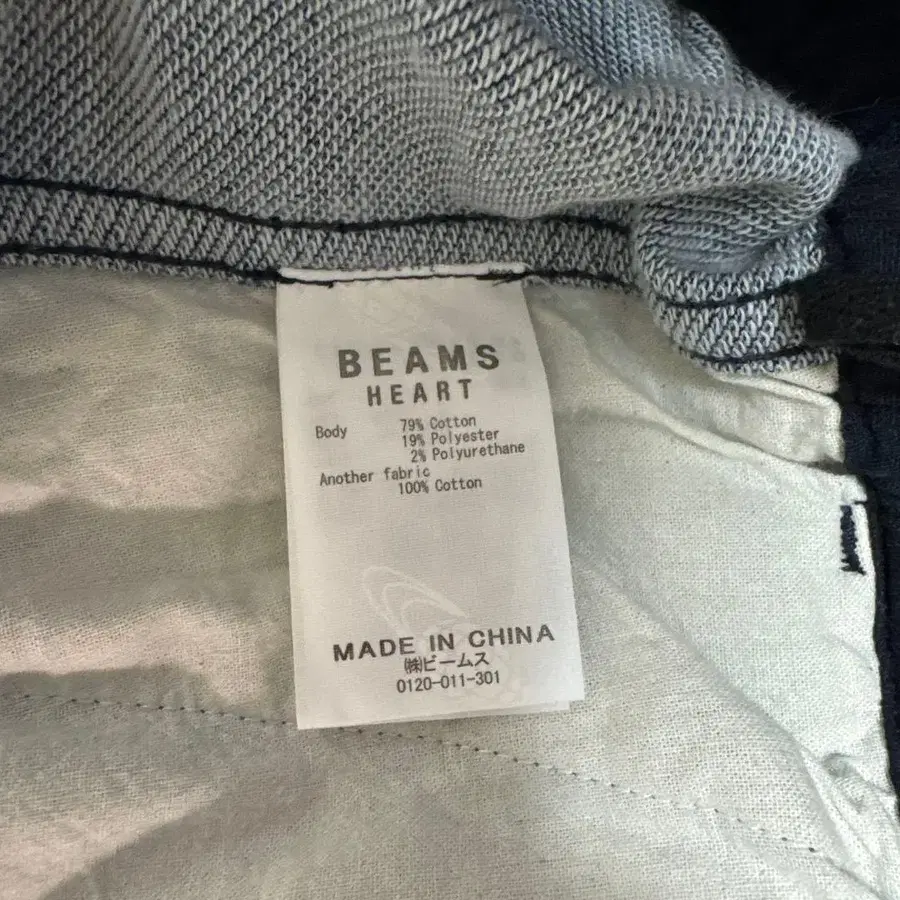 BEAMS
HEART
Body 79% Cotton
19% Polyester
2% Polyurethane
Another fabric
100% Cotton
MADE IN CHINA
㈱ビームス
0120-011-301